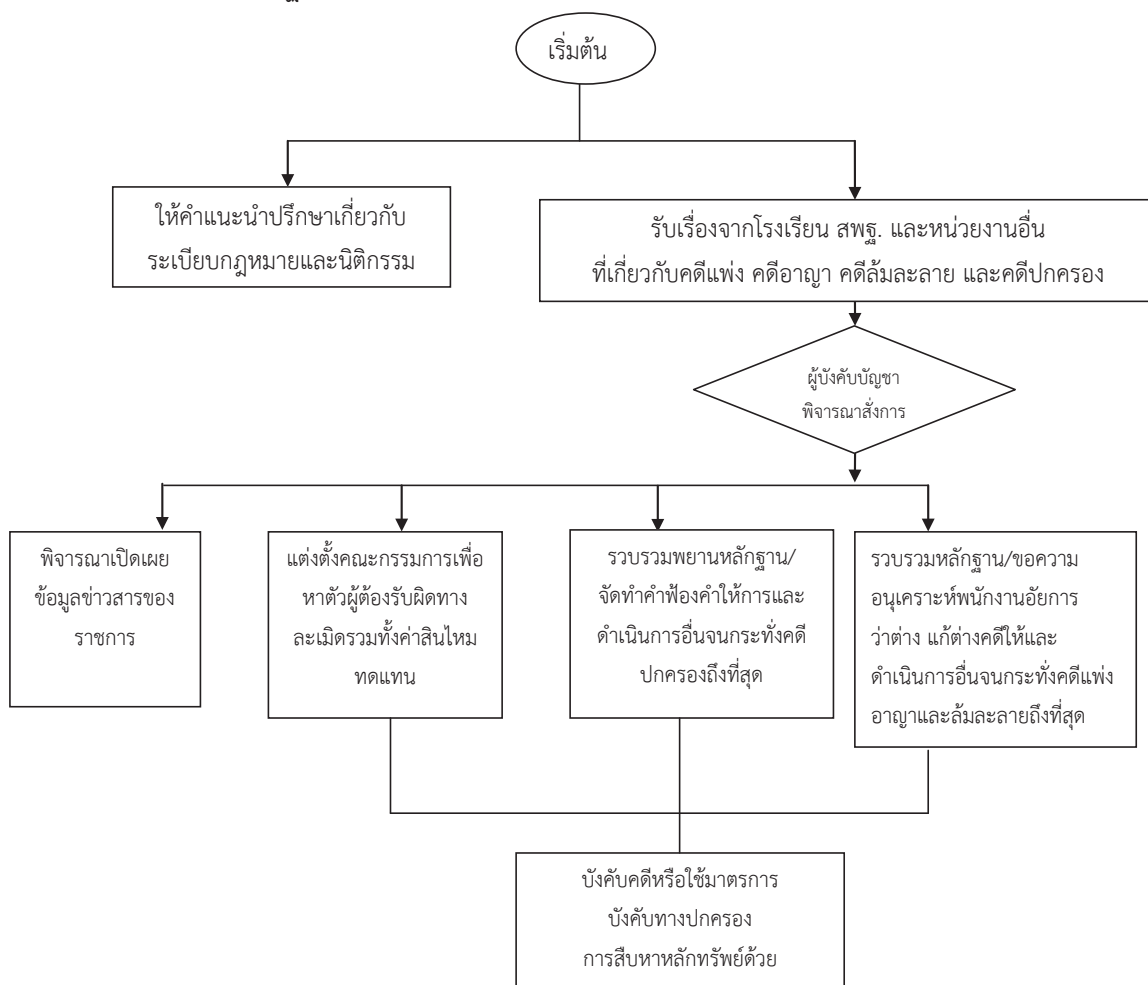 เริ่มต้น
ให้คำแนะนำปรึกษาเกี่ยวกับ
ระเบียบกฎหมายและนิติกรรม
รับเรื่องจากโรงเรียน สพฐ. และหน่วยงานอื่น
ที่เกี่ยวกับคดีแพ่ง คดีอาญา คดีล้มละลาย และคดีปกครอง
ผู้บังคับบัญชา
พิจารณาสั่งการ
พิจารณาเปิดเผย
ข้อมูลข่าวสารของ
ราชการ
แต่งตั้งคณะกรรมการเพื่อ
หาตัวผู้ต้องรับผิดทาง
ละเมิดรวมทั้งค่าสินไหม
ทดแทน
รวบรวมพยานหลักฐาน/
จัดทำคำฟ้องคำให้การและ
ดำเนินการอื่นจนกระทั่งคดี
ปกครองถึงที่สุด
รวบรวมหลักฐาน/ขอความ
อนุเคราะห์พนักงานอัยการ
ว่าต่าง แก้ต่างคดีให้และ
ดำเนินการอื่นจนกระทั่งคดีแพ่ง
อาญาและล้มละลายถึงที่สุด
บังคับคดีหรือใช้มาตรการ
บังคับทางปกครอง
การสืบหาหลักทรัพย์ด้วย